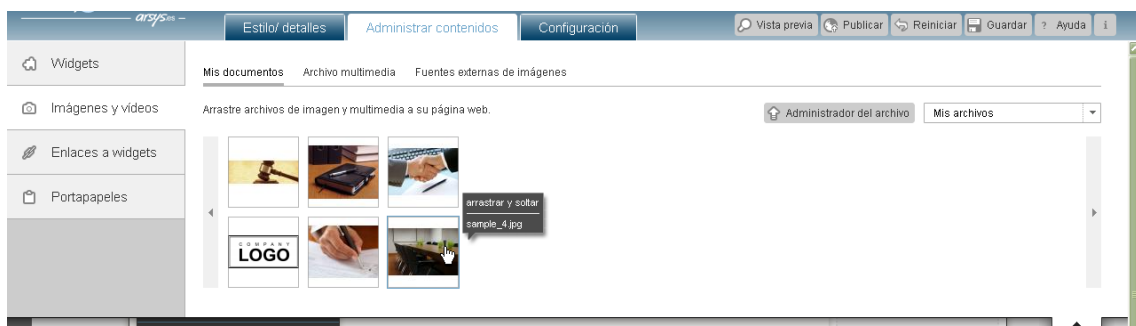 arsys.es
Estilo/ detalles
Administrar contenidos
Configuración
Vista previa
Publicar
Reiniciar
Guardar
? Ayuda
i
Widgets
Imágenes y vídeos
Enlaces a widgets
Portapapeles
Mis documentos
Archivo multimedia
Fuentes externas de imágenes
Arrastre archivos de imagen y multimedia a su página web.
Administrador del archivo
Mis archivos
COMPANY
LOGO
arrastrar y soltar
sample_4.jpg